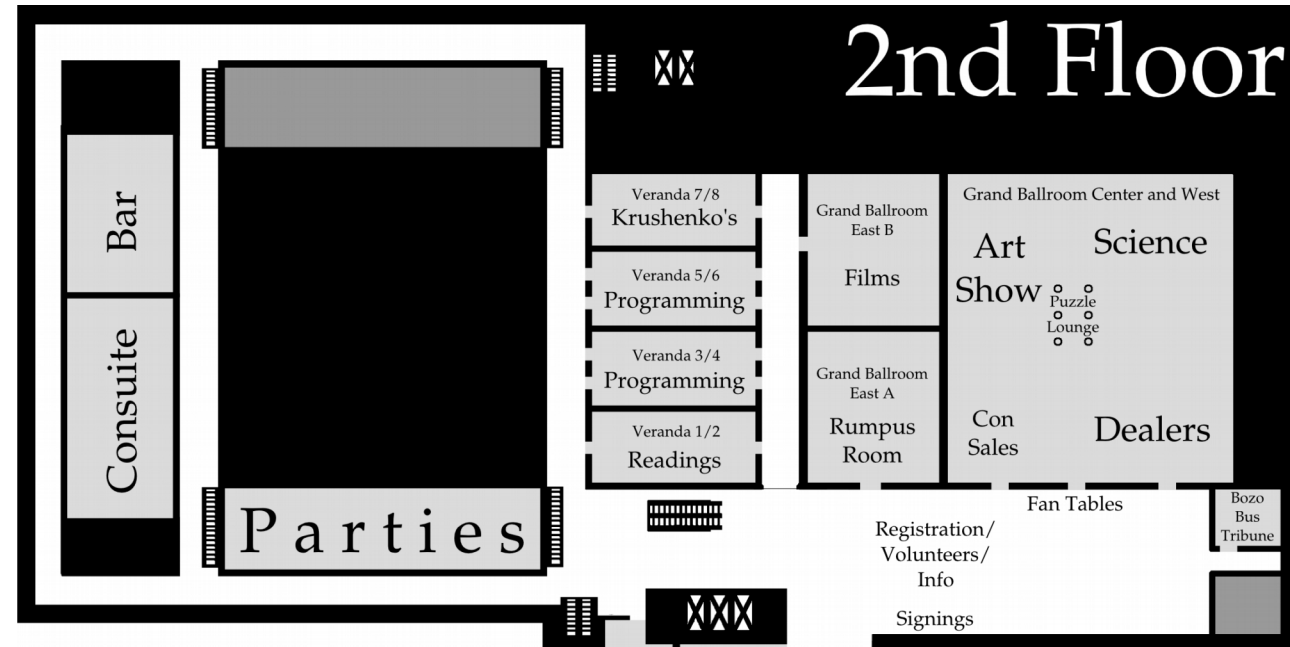 2nd Floor
Bar
Consuite
Parties
Veranda 7/8
Krushenko's
Veranda 5/6
Programming
Veranda 3/4
Programming
Veranda 1/2
Readings
Grand Ballroom
East B
Films
Grand Ballroom
East A
Rumpus
Room
Grand Ballroom Center and West
Art
Show
Science
Puzzle
Lounge
Con
Sales
Dealers
Fan Tables
Registration/
Volunteers/
Info
Signings
Bozo
Bus
Tribune